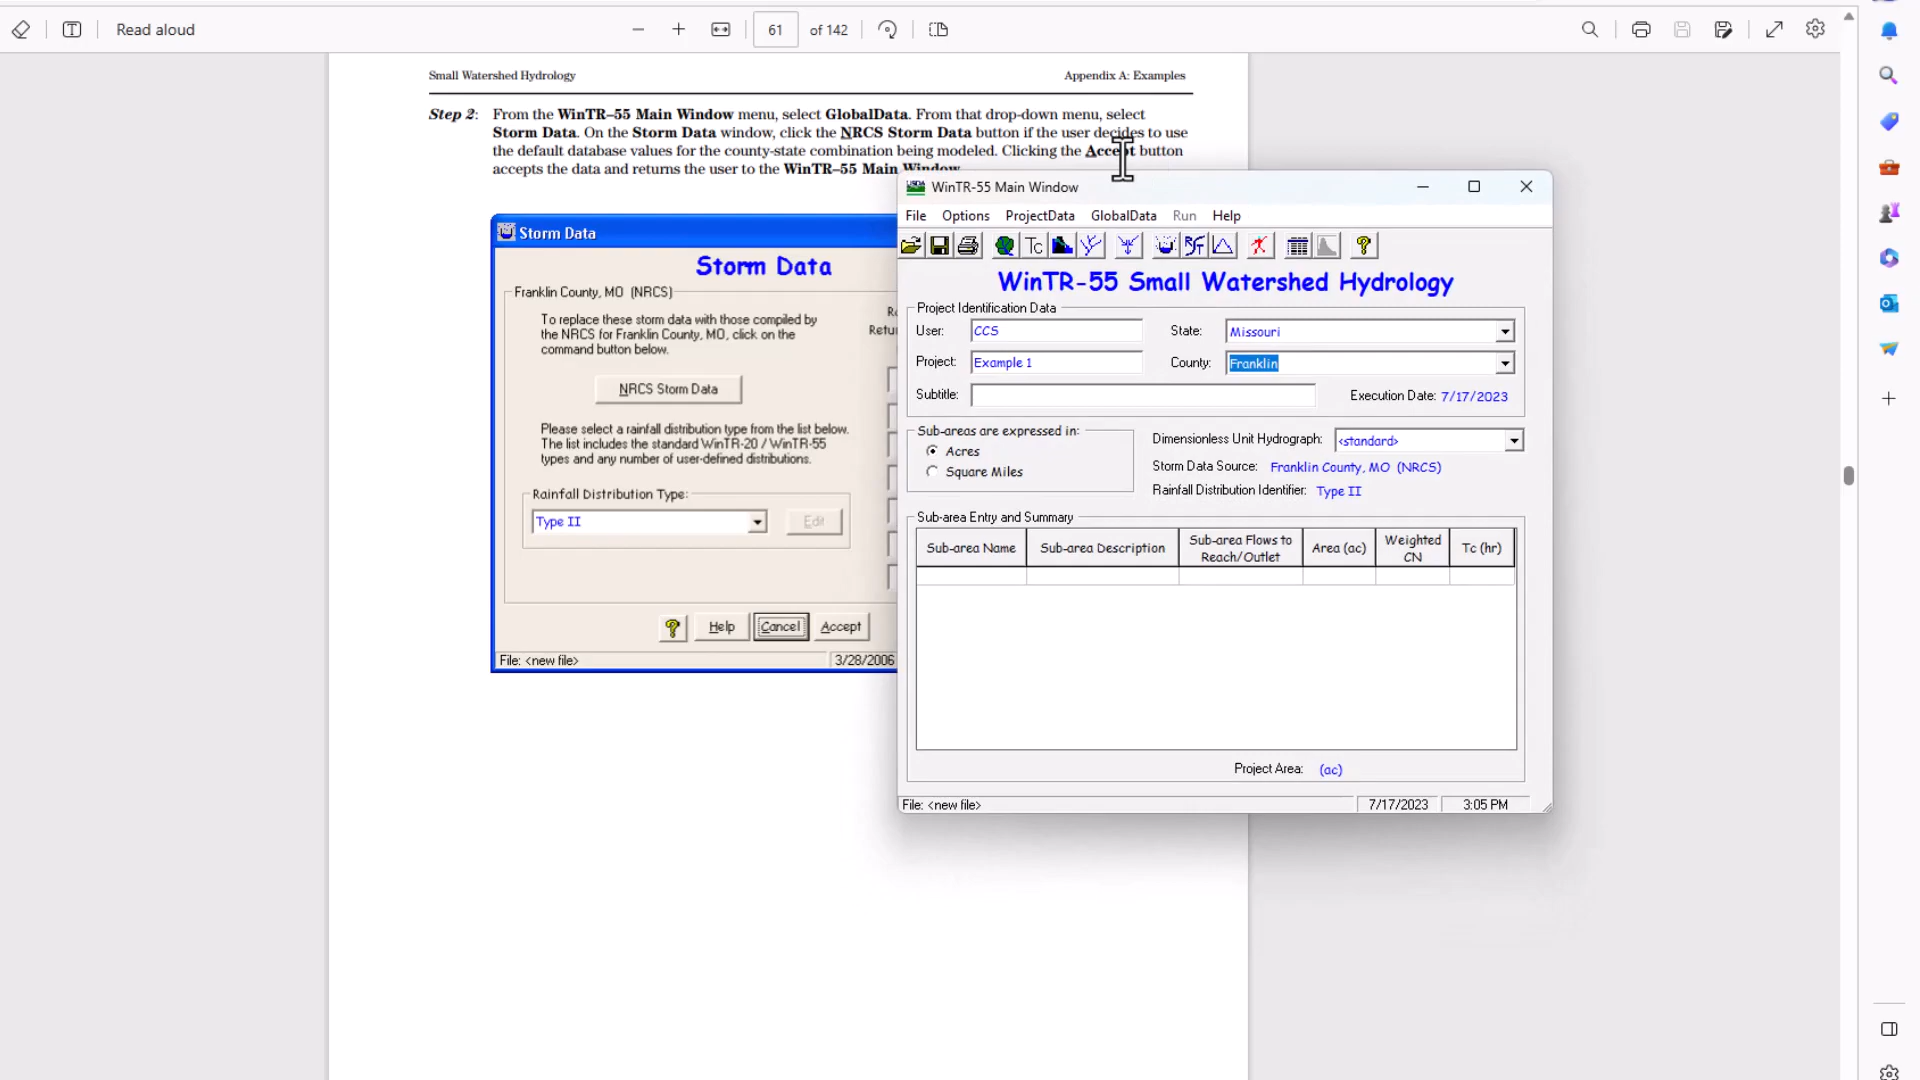 Read aloud
61 of 142
Small Watershed Hydrology
Appendix A: Examples
Step 2: From the WinTR–55 Main Window menu, select GlobalData. From that drop-down menu, select
Storm Data. On the Storm Data window, click the NRCS Storm Data button if the user decides to use
the default database values for the county-state combination being modeled. Clicking the Accept button
accepts the data and returns the user to the WinTR–55 Main Window.
Storm Data
Storm Data
Franklin County, MO (NRCS)
To replace these storm data with those compiled by
the NRCS for Franklin County, MO, click on the
command button below.
NRCS Storm Data
Please select a rainfall distribution type from the list below.
The list includes the standard WinTR-20 / WinTR-55
types and any number of user-defined distributions.
Rainfall Distribution Type:
Type II
Edit
? Help Cancel Accept
File: <new file>
3/28/2006
WinTR-55 Main Window
File Options ProjectData GlobalData Run Help
Tc
?
WinTR-55 Small Watershed Hydrology
Project Identification Data
User: CCS
State: Missouri
Project: Example 1
County: Franklin
Subtitle:
Execution Date: 7/17/2023
Sub-areas are expressed in:
Acres
Square Miles
Dimensionless Unit Hydrograph: <standard>
Storm Data Source: Franklin County, MO (NRCS)
Rainfall Distribution Identifier: Type II
Sub-area Entry and Summary
Sub-area Name
Sub-area Description
Sub-area Flows to
Reach/Outlet
Area (ac)
Weighted
CN
Tc (hr)
Project Area: (ac)
File: <new file>
7/17/2023
3:05 PM